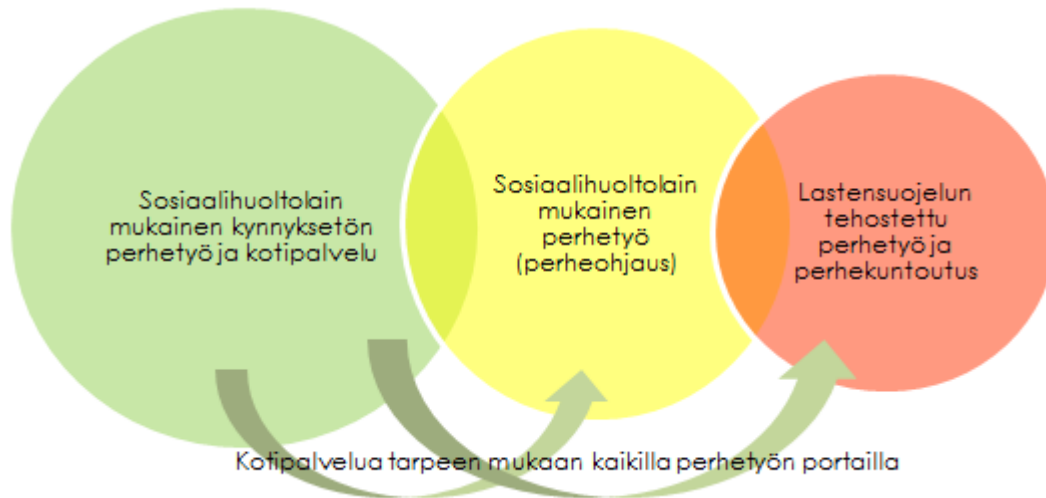 Sosiaalihuoltolain
mukainen kynnyksetön
perhetyö ja kotipalvelu
Sosiaalihuoltolain
mukainen
perhetyö
(perheohjaus)
Lastensuojelun
tehostettu
perhetyö ja
perhekuntoutus
Kotipalvelua tarpeen mukaan kaikilla perhetyön portailla